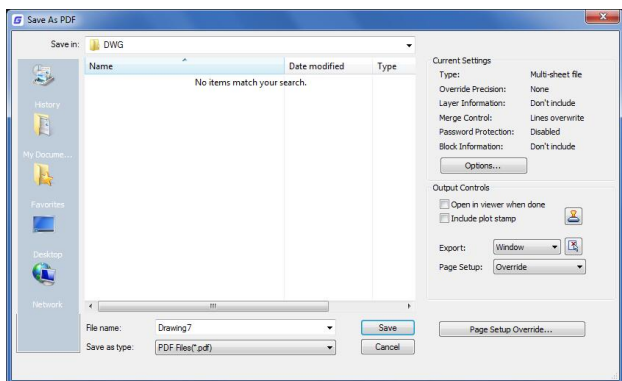 Save As PDF
Save in:
DWG
Name
Date modified
Type
No items match your search.
History
My Docume...
Favorites
Desktop
Network
File name:
Drawing7
Save
Save as type:
PDF Files(*.pdf)
Cancel
Current Settings
Type: Multi-sheet file
Override Precision: None
Layer Information: Don't include
Merge Control: Lines overwrite
Password Protection: Disabled
Block Information: Don't include
Options...
Output Controls
Open in viewer when done
Include plot stamp
Export: Window
Page Setup: Override
Page Setup Override...